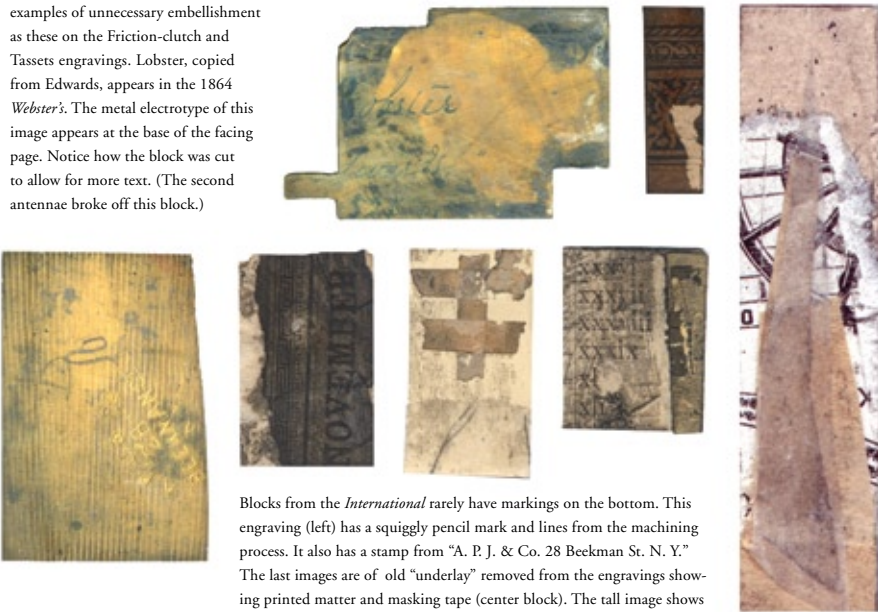 examples of unnecessary embellishment
as these on the Friction-clutch and
Tassets engravings. Lobster, copied
from Edwards, appears in the 1864
Webster's. The metal electrotype of this
image appears at the base of the facing
page. Notice how the block was cut
to allow for more text. (The second
antennae broke off this block.)
Lobster
NOVEMBER
XXXVI
XXXVII
XXXVIII
XXXIX
Blocks from the International rarely have markings on the bottom. This
engraving (left) has a squiggly pencil mark and lines from the machining
process. It also has a stamp from “A. P. J. & Co. 28 Beekman St. N. Y.”
The last images are of old “underlay” removed from the engravings show-
ing printed matter and masking tape (center block). The tall image shows